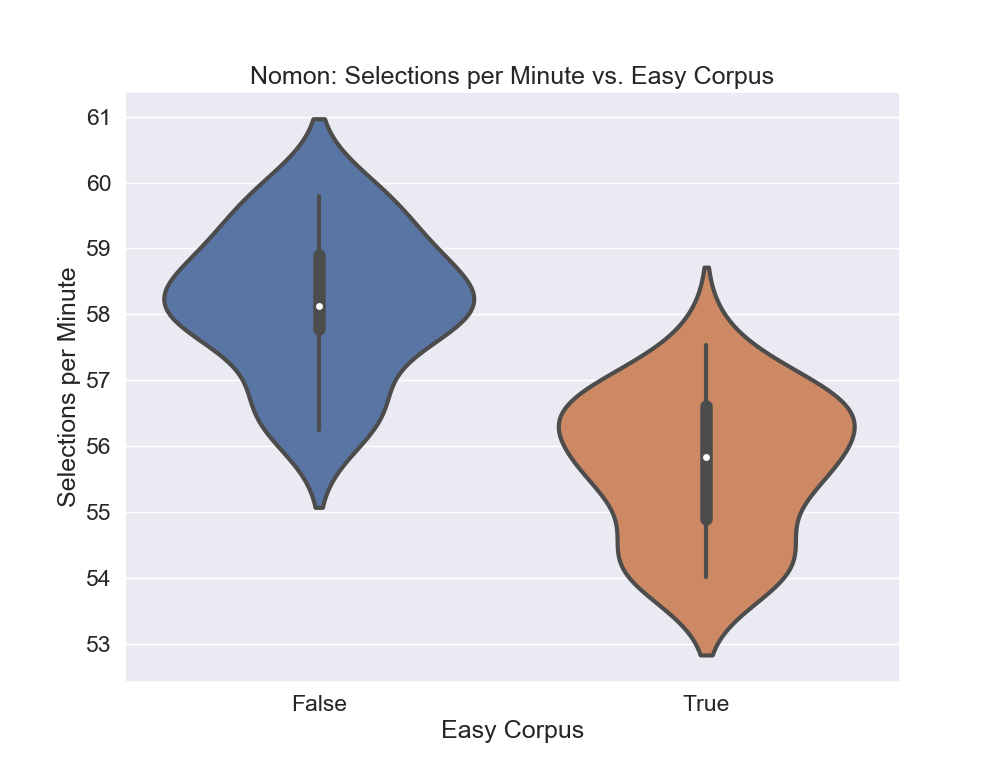 Nomon: Selections per Minute vs. Easy Corpus
61
60
59
58
57
56
55
54
53
Selections per Minute
False
True
Easy Corpus